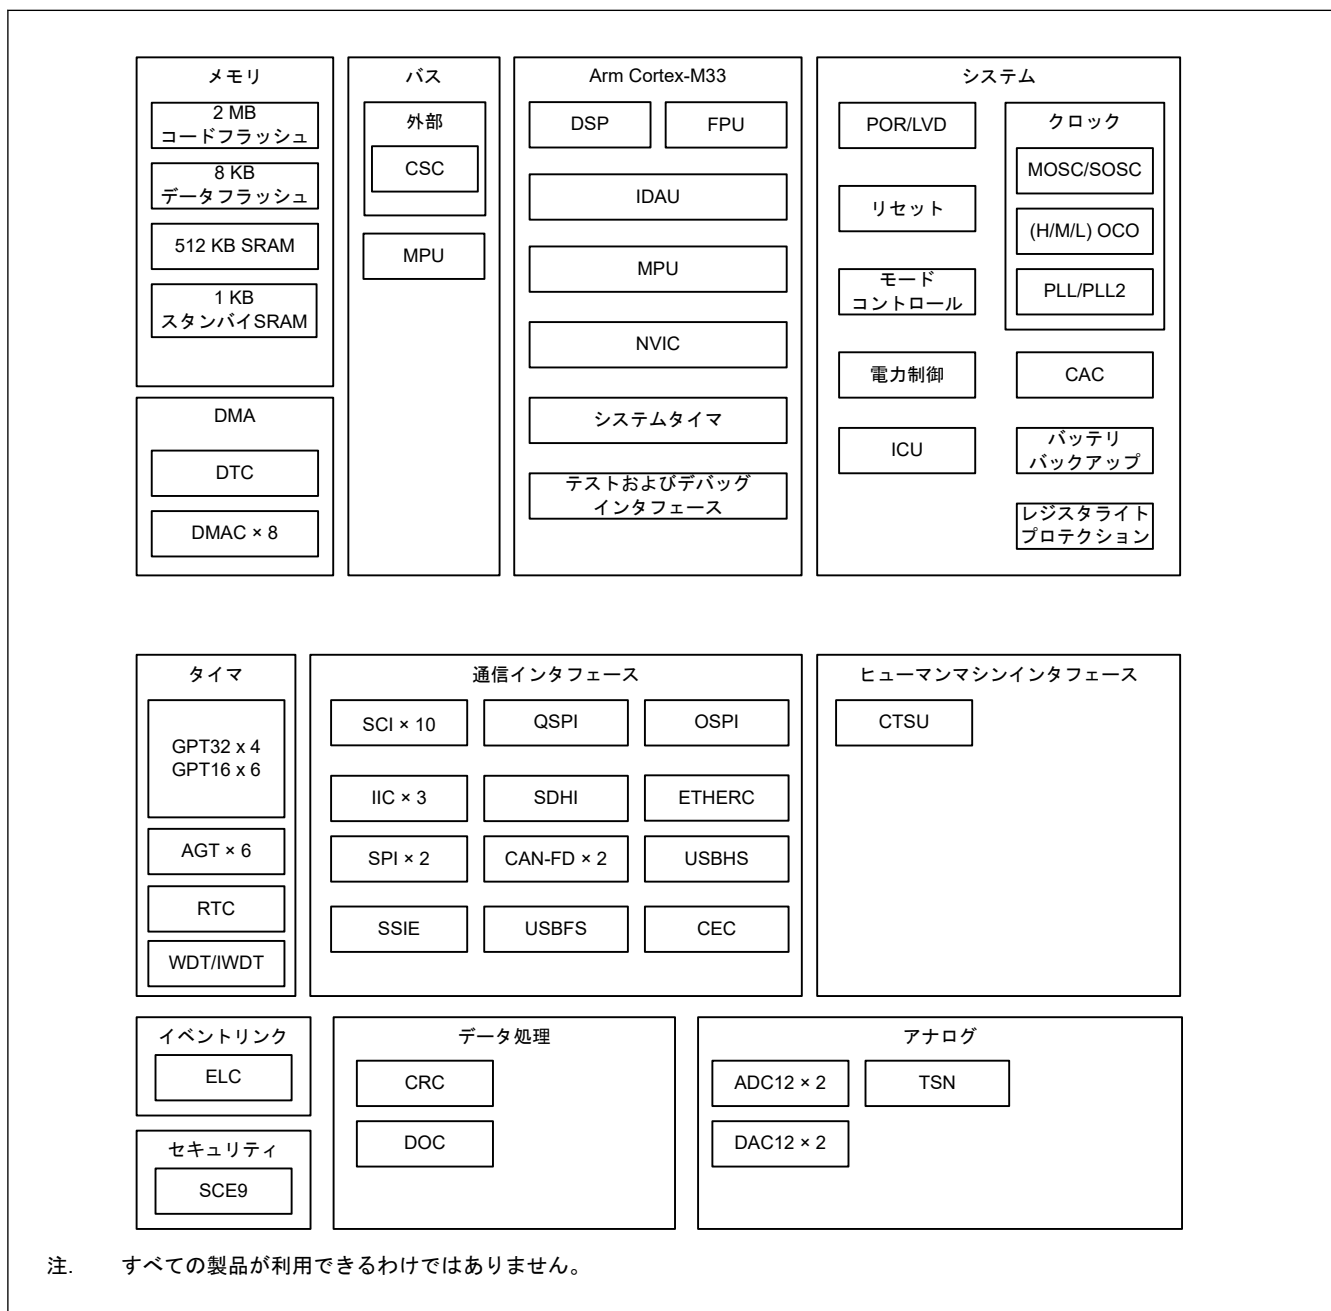 メモリ
2 MB
コードフラッシュ
8 KB
データフラッシュ
512 KB SRAM
1 KB
スタンバイSRAM
DMA
DTC
DMAC × 8
バス
外部
CSC
MPU
Arm Cortex-M33
DSP
FPU
IDAU
MPU
NVIC
システムタイマ
テストおよびデバッグ
インタフェース
システム
POR/LVD
リセット
モード
コントロール
電力制御
ICU
クロック
MOSC/SOSC
(H/M/L) OCO
PLL/PLL2
CAC
バッテリ
バックアップ
レジスタライト
プロテクション
タイマ
GPT32 x 4
GPT16 x 6
AGT × 6
RTC
WDT/IWDT
通信インタフェース
SCI × 10
QSPI
OSPI
IIC × 3
SDHI
ETHERC
SPI × 2
CAN-FD × 2
USBHS
SSIE
USBFS
CEC
ヒューマンマシンインタフェース
CTSU
イベントリンク
ELC
セキュリティ
SCE9
データ処理
CRC
DOC
アナログ
ADC12 × 2
TSN
DAC12 × 2
注. すべての製品が利用できるわけではありません。